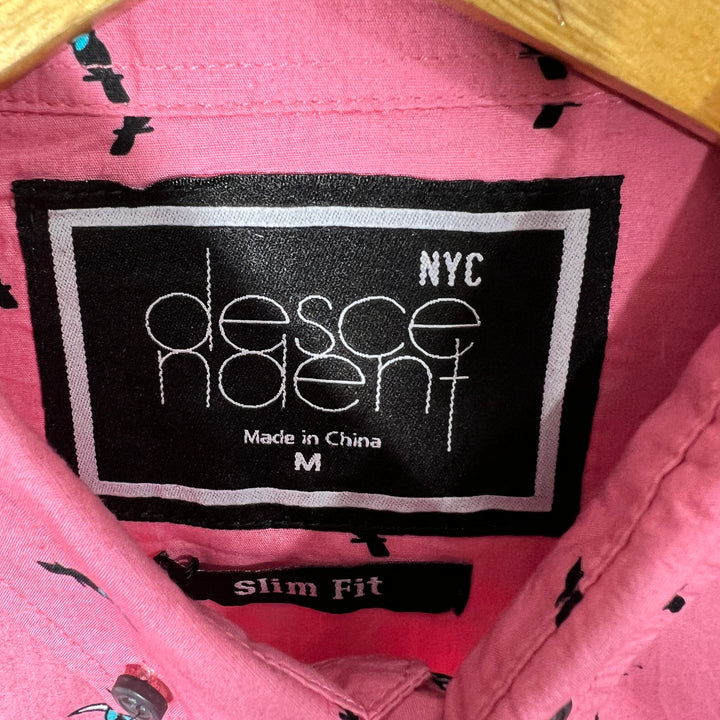 NYC
desce
ndent
Made in China
M
Slim Fit